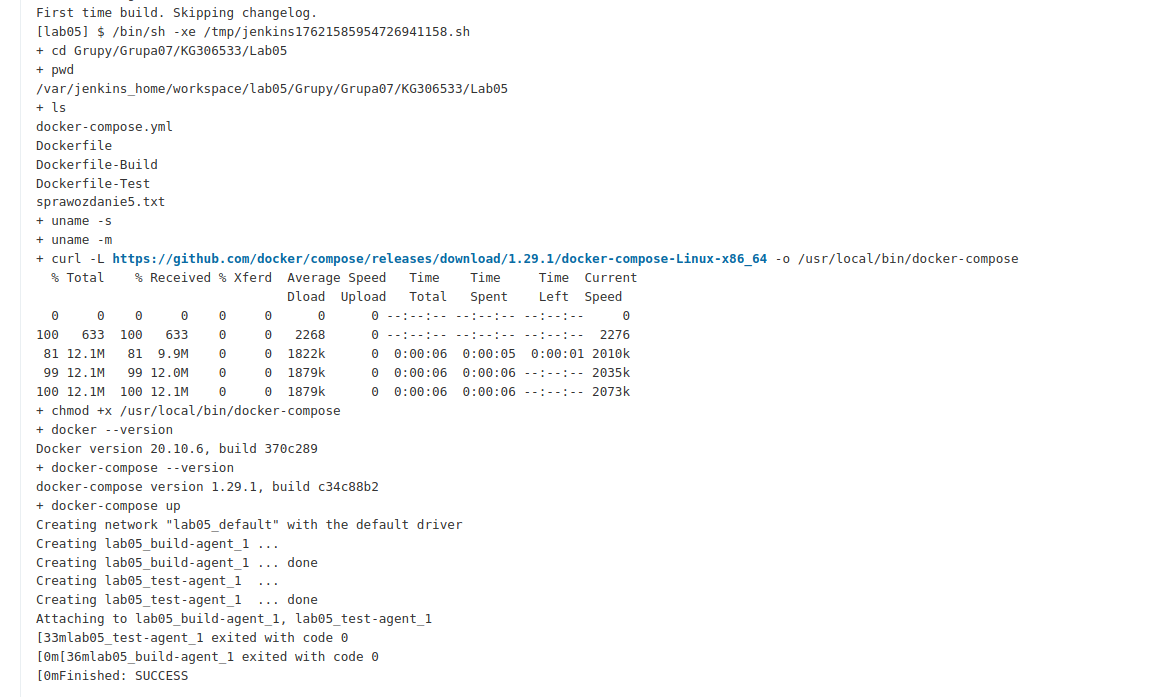 First time build. Skipping changelog.
[lab05] $ /bin/sh -xe /tmp/jenkins17621585954726941158.sh
+ cd Grupy/Grupa07/KG306533/Lab05
+ pwd
/var/jenkins_home/workspace/lab05/Grupy/Grupa07/KG306533/Lab05
+ ls
docker-compose.yml
Dockerfile
Dockerfile-Build
Dockerfile-Test
sprawozdanie5.txt
+ uname -s
+ uname -m
+ curl -L https://github.com/docker/compose/releases/download/1.29.1/docker-compose-Linux-x86_64 -o /usr/local/bin/docker-compose
  % Total    % Received % Xferd  Average Speed   Time    Time     Time  Current
                                 Dload  Upload   Total   Spent    Left  Speed
  0     0    0     0    0     0      0      0 --:--:-- --:--:-- --:--:--     0
100   633  100   633    0     0   2268      0 --:--:-- --:--:-- --:--:--  2276
 81 12.1M   81  9.9M    0     0  1822k      0  0:00:06  0:00:05  0:00:01 2010k
 99 12.1M   99 12.0M    0     0  1879k      0  0:00:06  0:00:06 --:--:-- 2035k
100 12.1M  100 12.1M    0     0  1879k      0  0:00:06  0:00:06 --:--:-- 2073k
+ chmod +x /usr/local/bin/docker-compose
+ docker --version
Docker version 20.10.6, build 370c289
+ docker-compose --version
docker-compose version 1.29.1, build c34c88b2
+ docker-compose up
Creating network "lab05_default" with the default driver
Creating lab05_build-agent_1 ...
Creating lab05_build-agent_1 ... done
Creating lab05_test-agent_1  ...
Creating lab05_test-agent_1  ... done
Attaching to lab05_build-agent_1, lab05_test-agent_1
[33mlab05_test-agent_1 exited with code 0
[0m[36mlab05_build-agent_1 exited with code 0
[0mFinished: SUCCESS